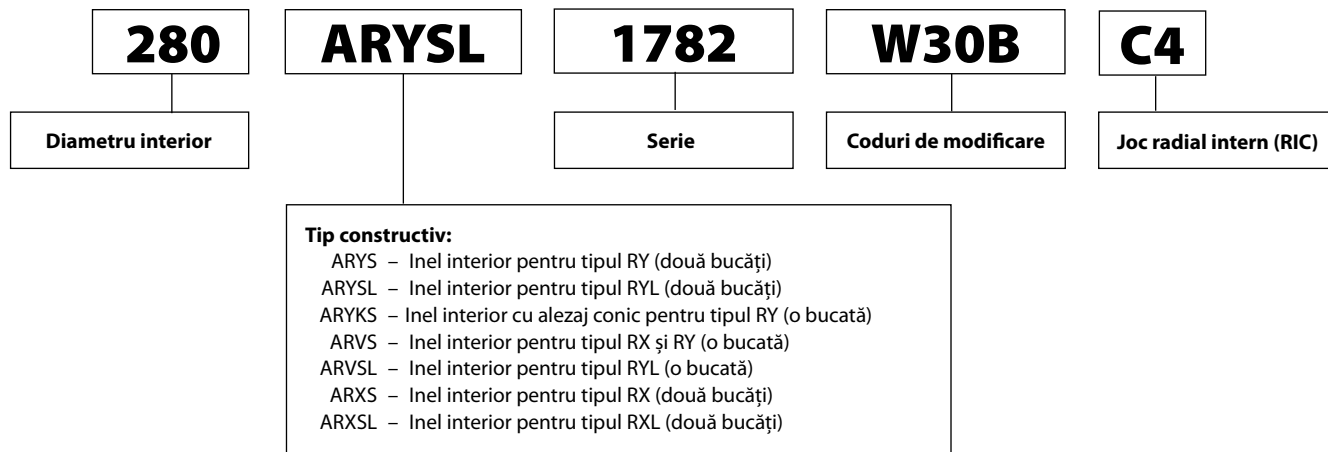 280 ARYSL 1782 W30B C4
Diametru interior Serie Coduri de modificare Joc radial intern (RIC)
Tip constructiv:
ARYS – Inel interior pentru tipul RY (două bucăți)
ARYSL – Inel interior pentru tipul RYL (două bucăți)
ARYKS – Inel interior cu alezaj conic pentru tipul RY (o bucată)
ARVS – Inel interior pentru tipul RX și RY (o bucată)
ARVSL – Inel interior pentru tipul RYL (o bucată)
ARXS – Inel interior pentru tipul RX (două bucăți)
ARXSL – Inel interior pentru tipul RXL (două bucăți)